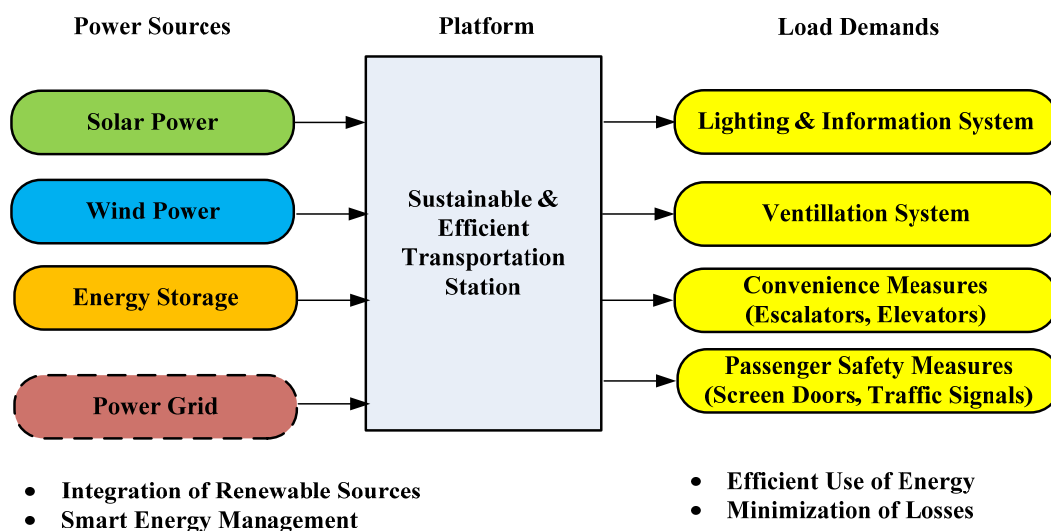 Power Sources
Platform
Load Demands
Solar Power
Wind Power
Energy Storage
Power Grid
Sustainable &
Efficient
Transportation
Station
Lighting & Information System
Ventillation System
Convenience Measures
(Escalators, Elevators)
Passenger Safety Measures
(Screen Doors, Traffic Signals)
• Integration of Renewable Sources
• Smart Energy Management
• Efficient Use of Energy
• Minimization of Losses